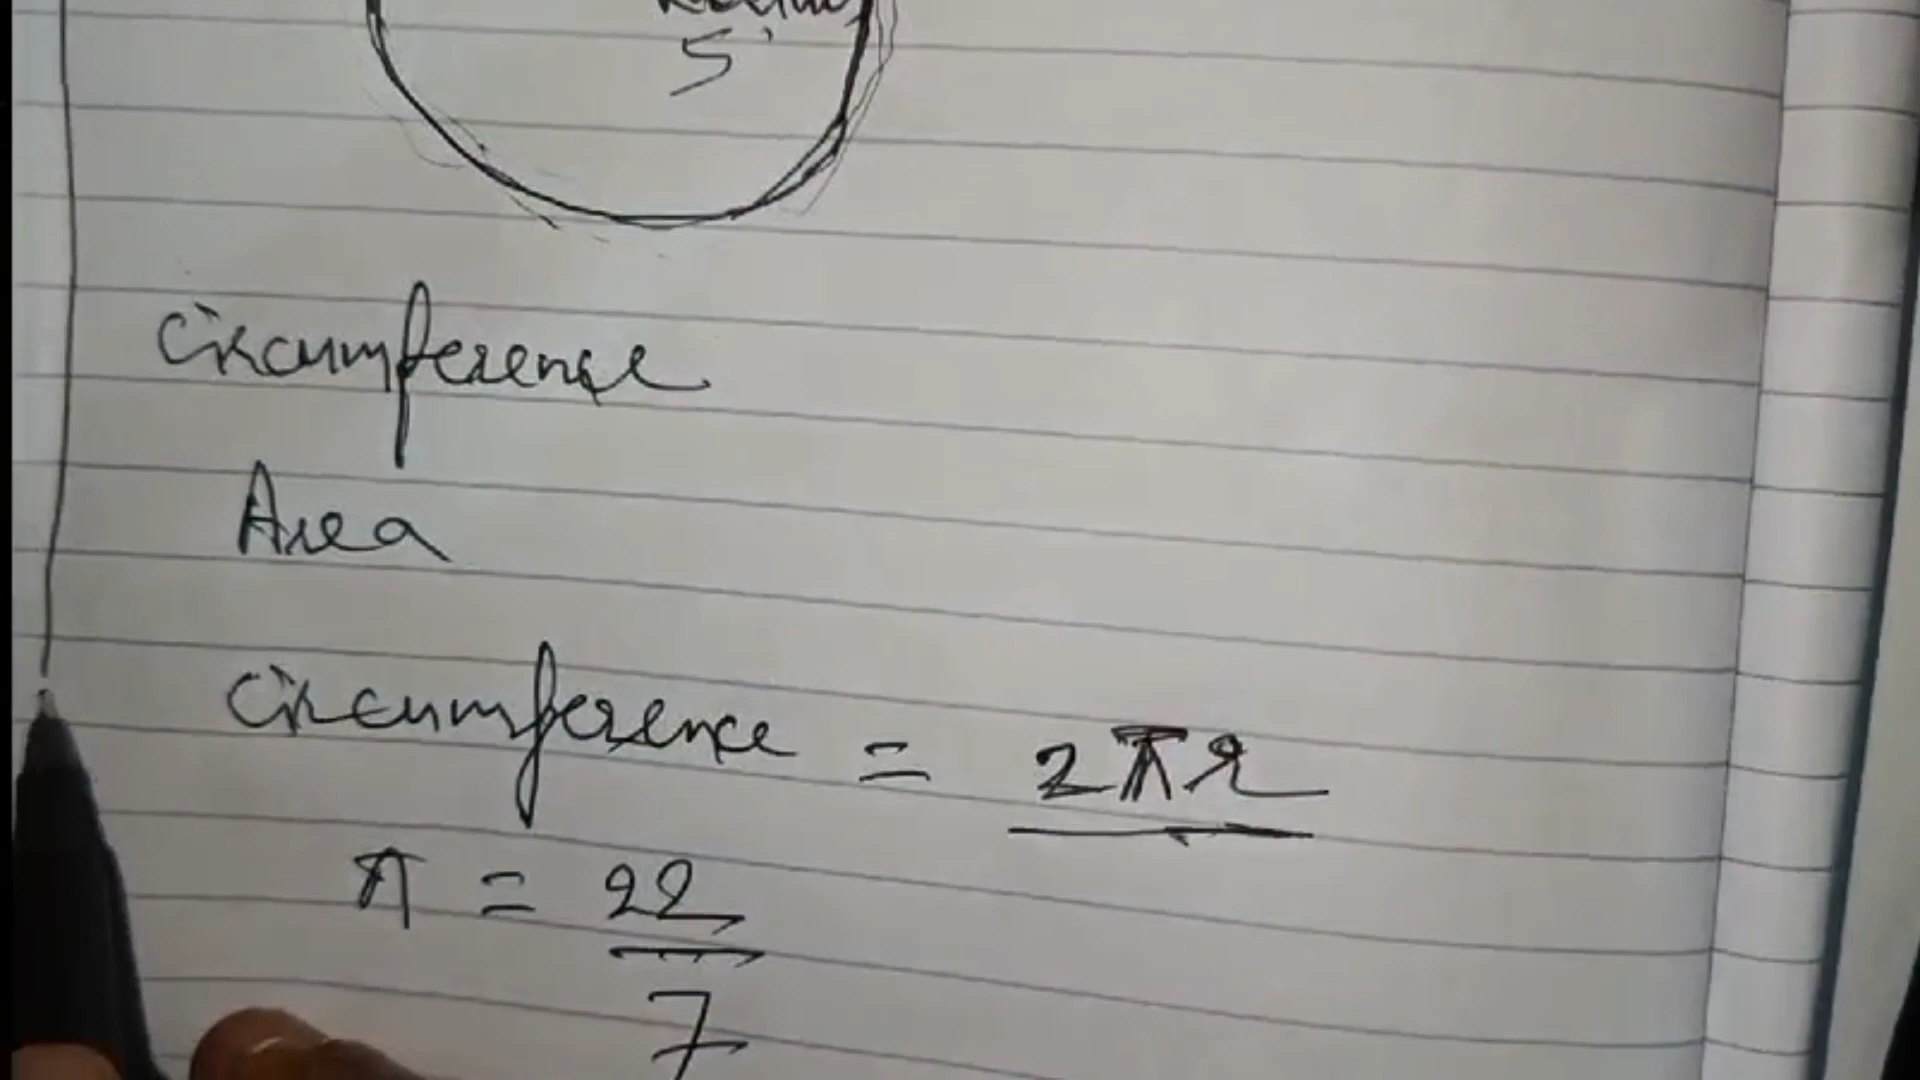 5'
Circumference
Area
Circumference = 2πr
π = 22
7